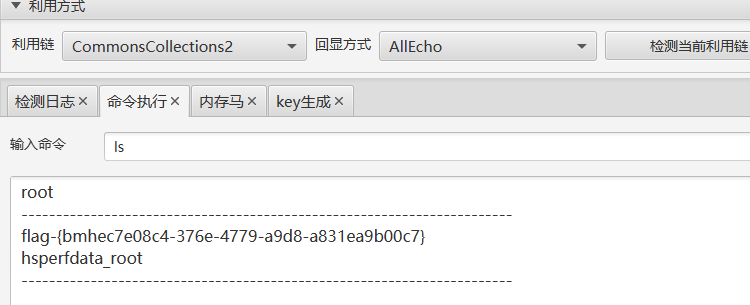 ▼ 利用方式
利用链 CommonsCollections2 回显方式 AllEcho 检测当前利用链
检测日志 × 命令执行 × 内存马 × key生成 ×
输入命令 ls
root
----------------------------------------------------------------------
flag-{bmhec7e08c4-376e-4779-a9d8-a831ea9b00c7}
hsperfdata_root
----------------------------------------------------------------------